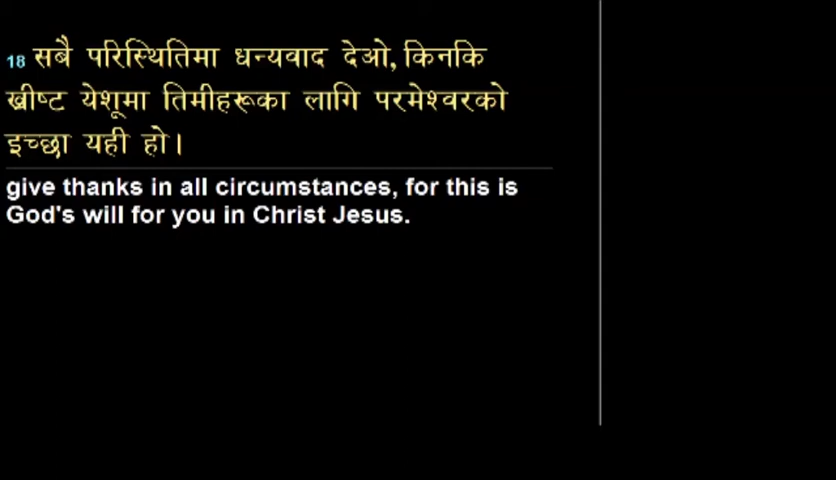 18 सबै परिस्थितिमा धन्यवाद देओ, किनकि
ख्रीष्ट येशूमा तिमीहरूका लागि परमेश्वरको
इच्छा यही हो।
give thanks in all circumstances, for this is
God's will for you in Christ Jesus.